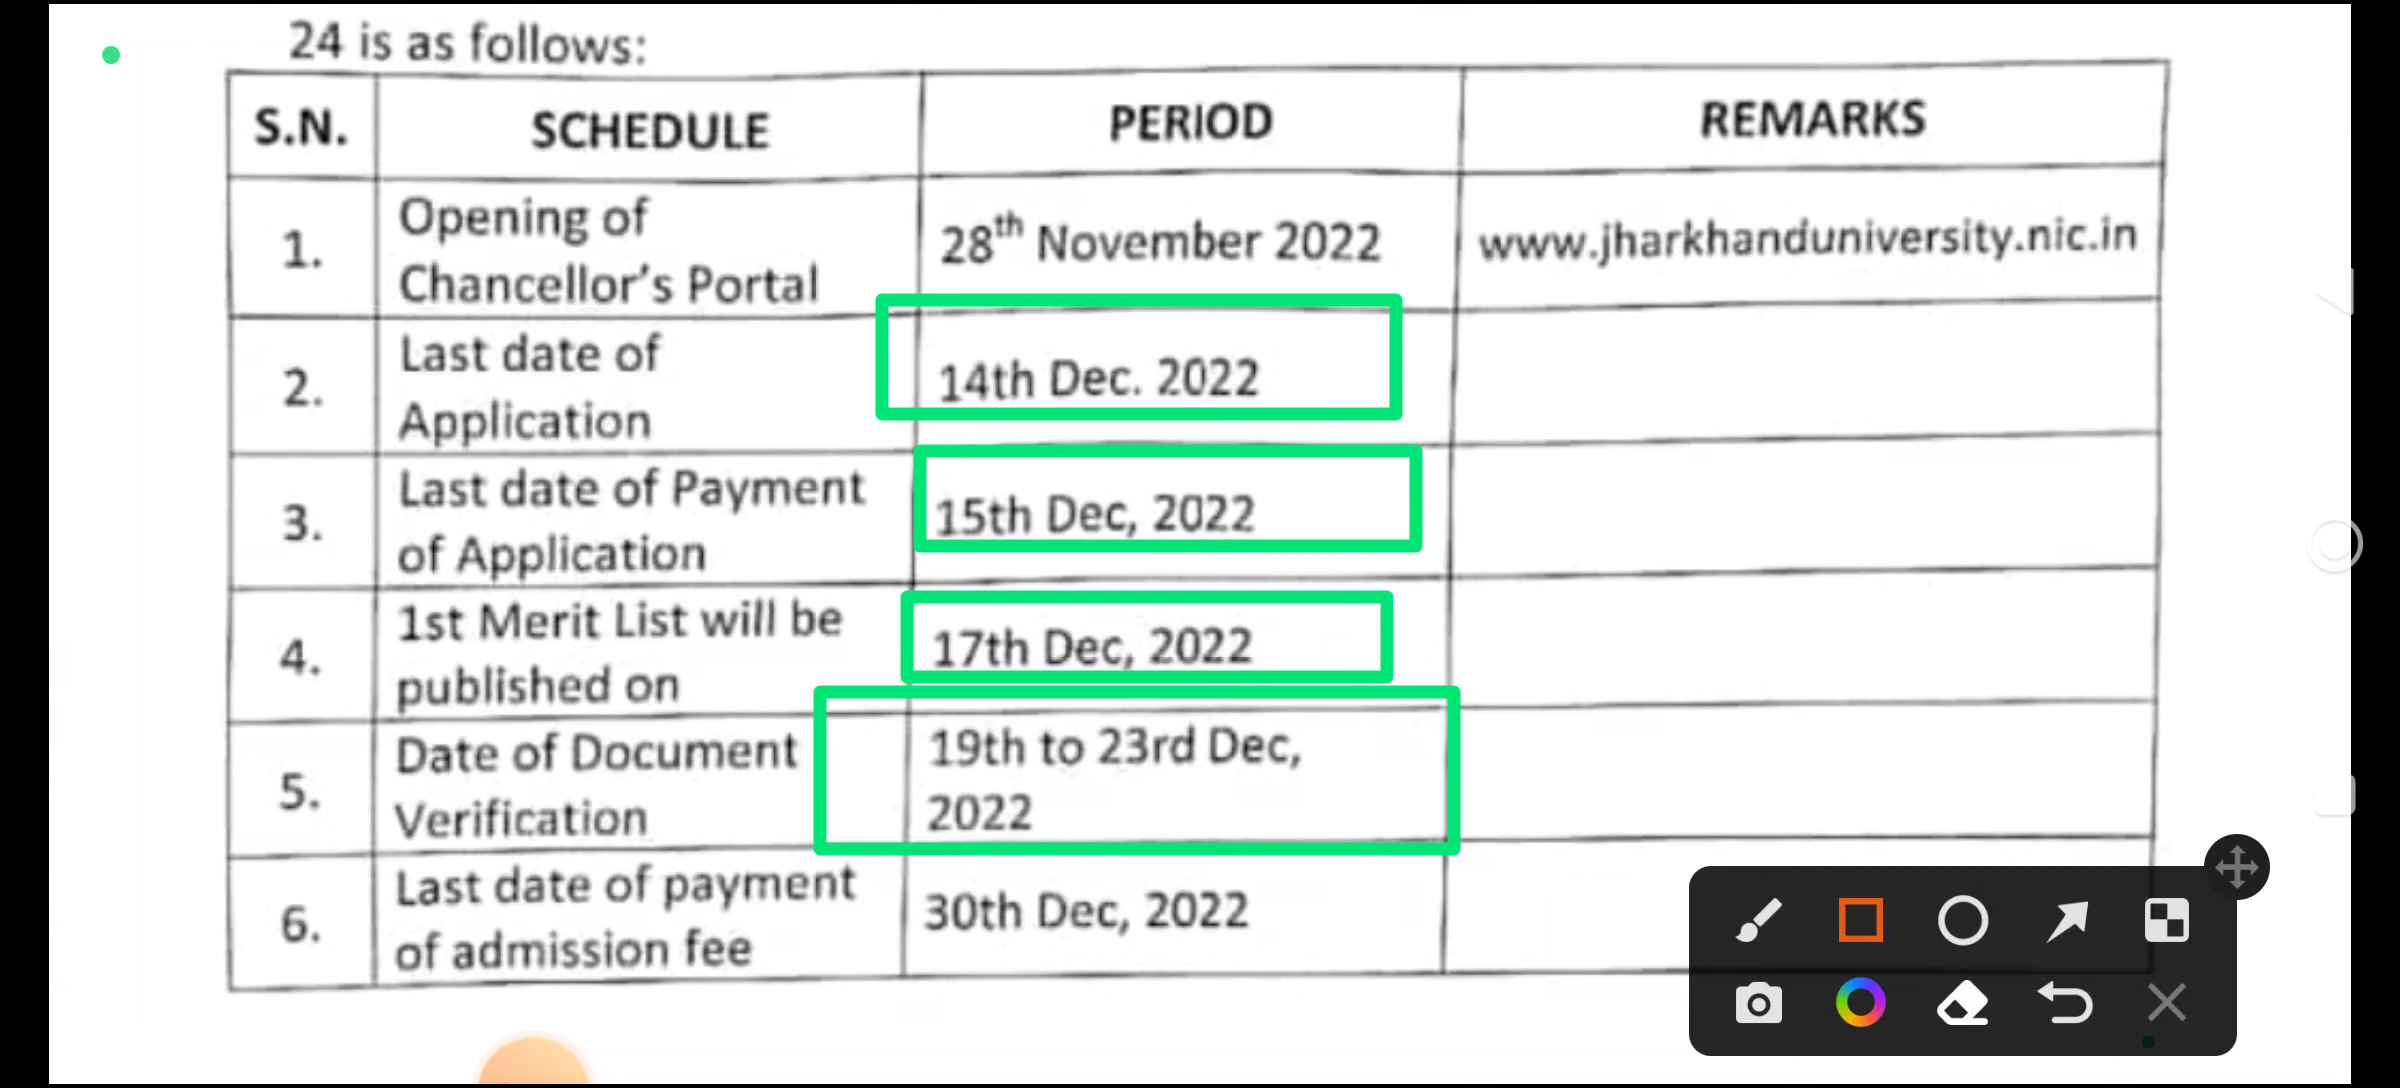 24 is as follows:
S.N. SCHEDULE PERIOD REMARKS
1. Opening of Chancellor's Portal 28th November 2022 www.jharkhanduniversity.nic.in
2. Last date of Application 14th Dec. 2022
3. Last date of Payment of Application 15th Dec, 2022
4. 1st Merit List will be published on 17th Dec, 2022
5. Date of Document Verification 19th to 23rd Dec, 2022
6. Last date of payment of admission fee 30th Dec, 2022